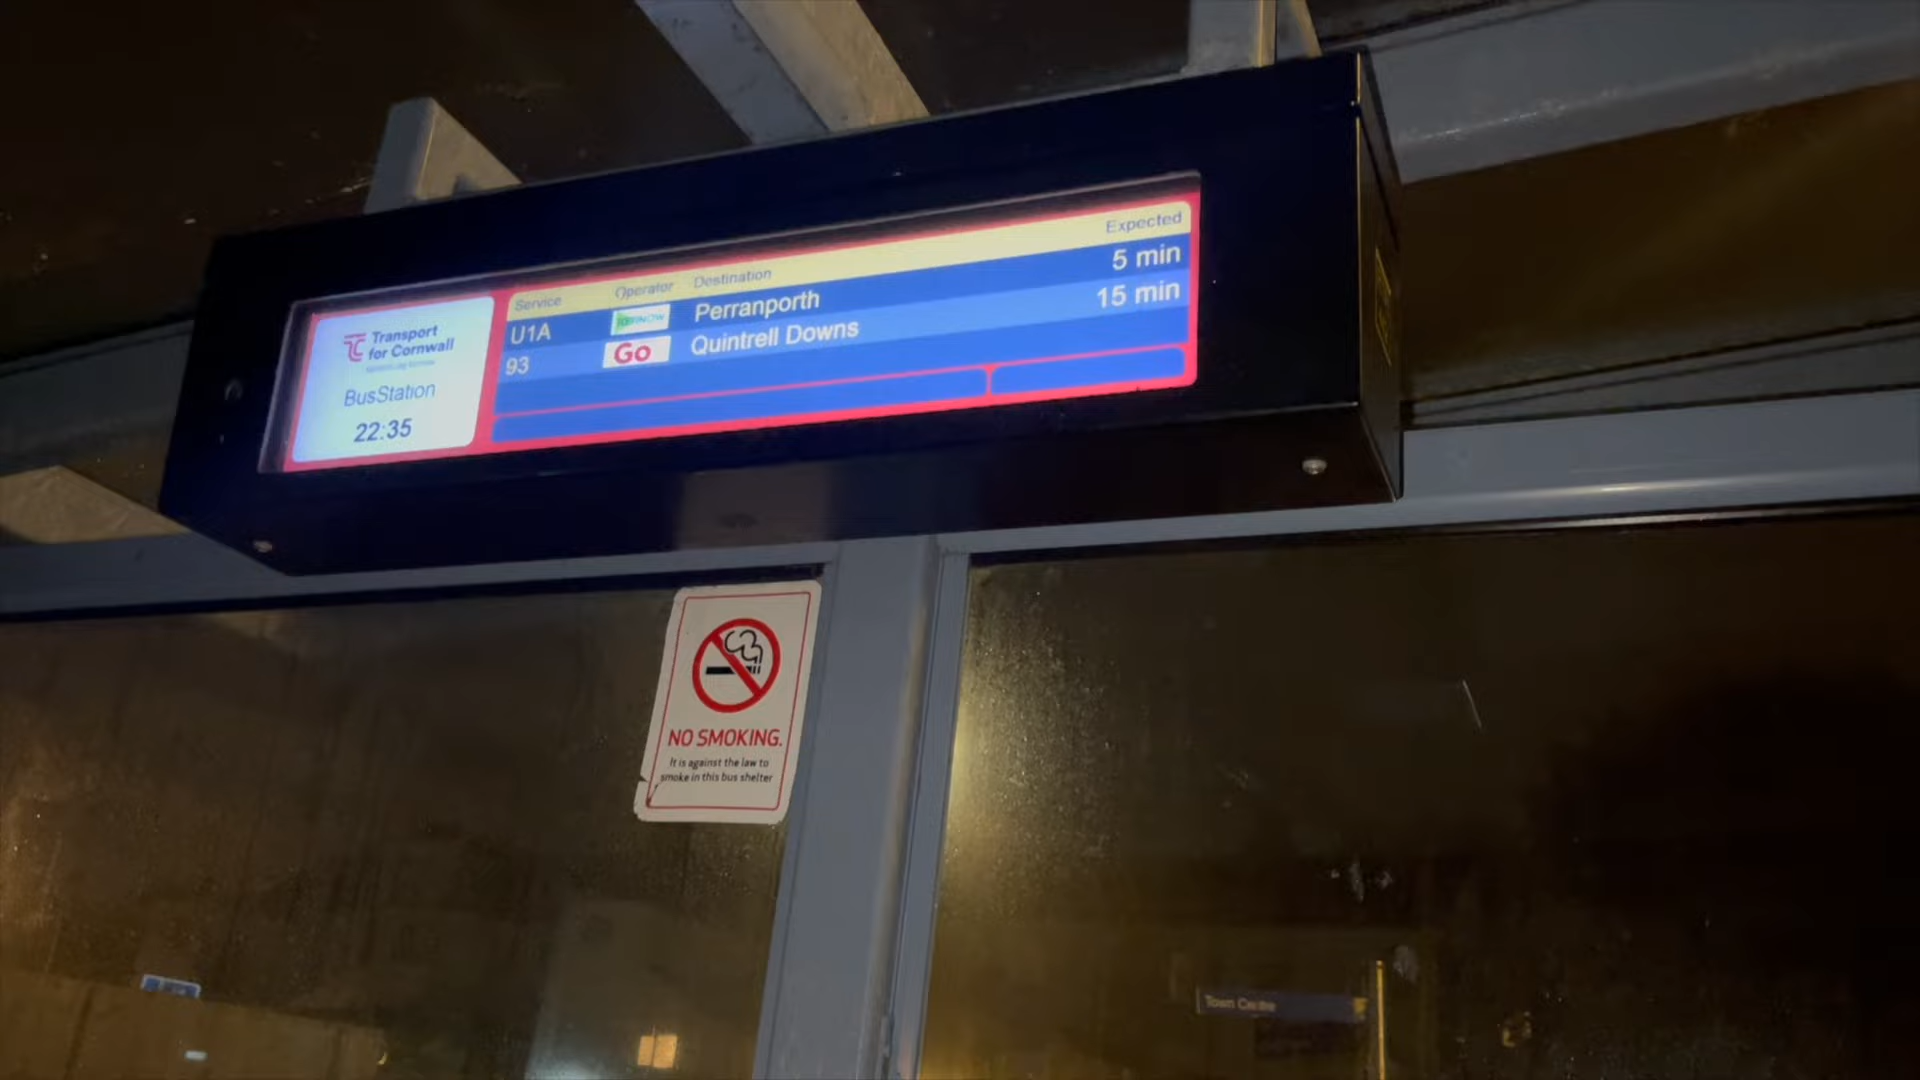 Service Operator Destination Expected
U1A KERNOW Perranporth 5 min
93 Go Quintrell Downs 15 min
Transport
for Cornwall
BusStation
22:35
NO SMOKING.
It is against the law to
smoke in this bus shelter
Town Centre